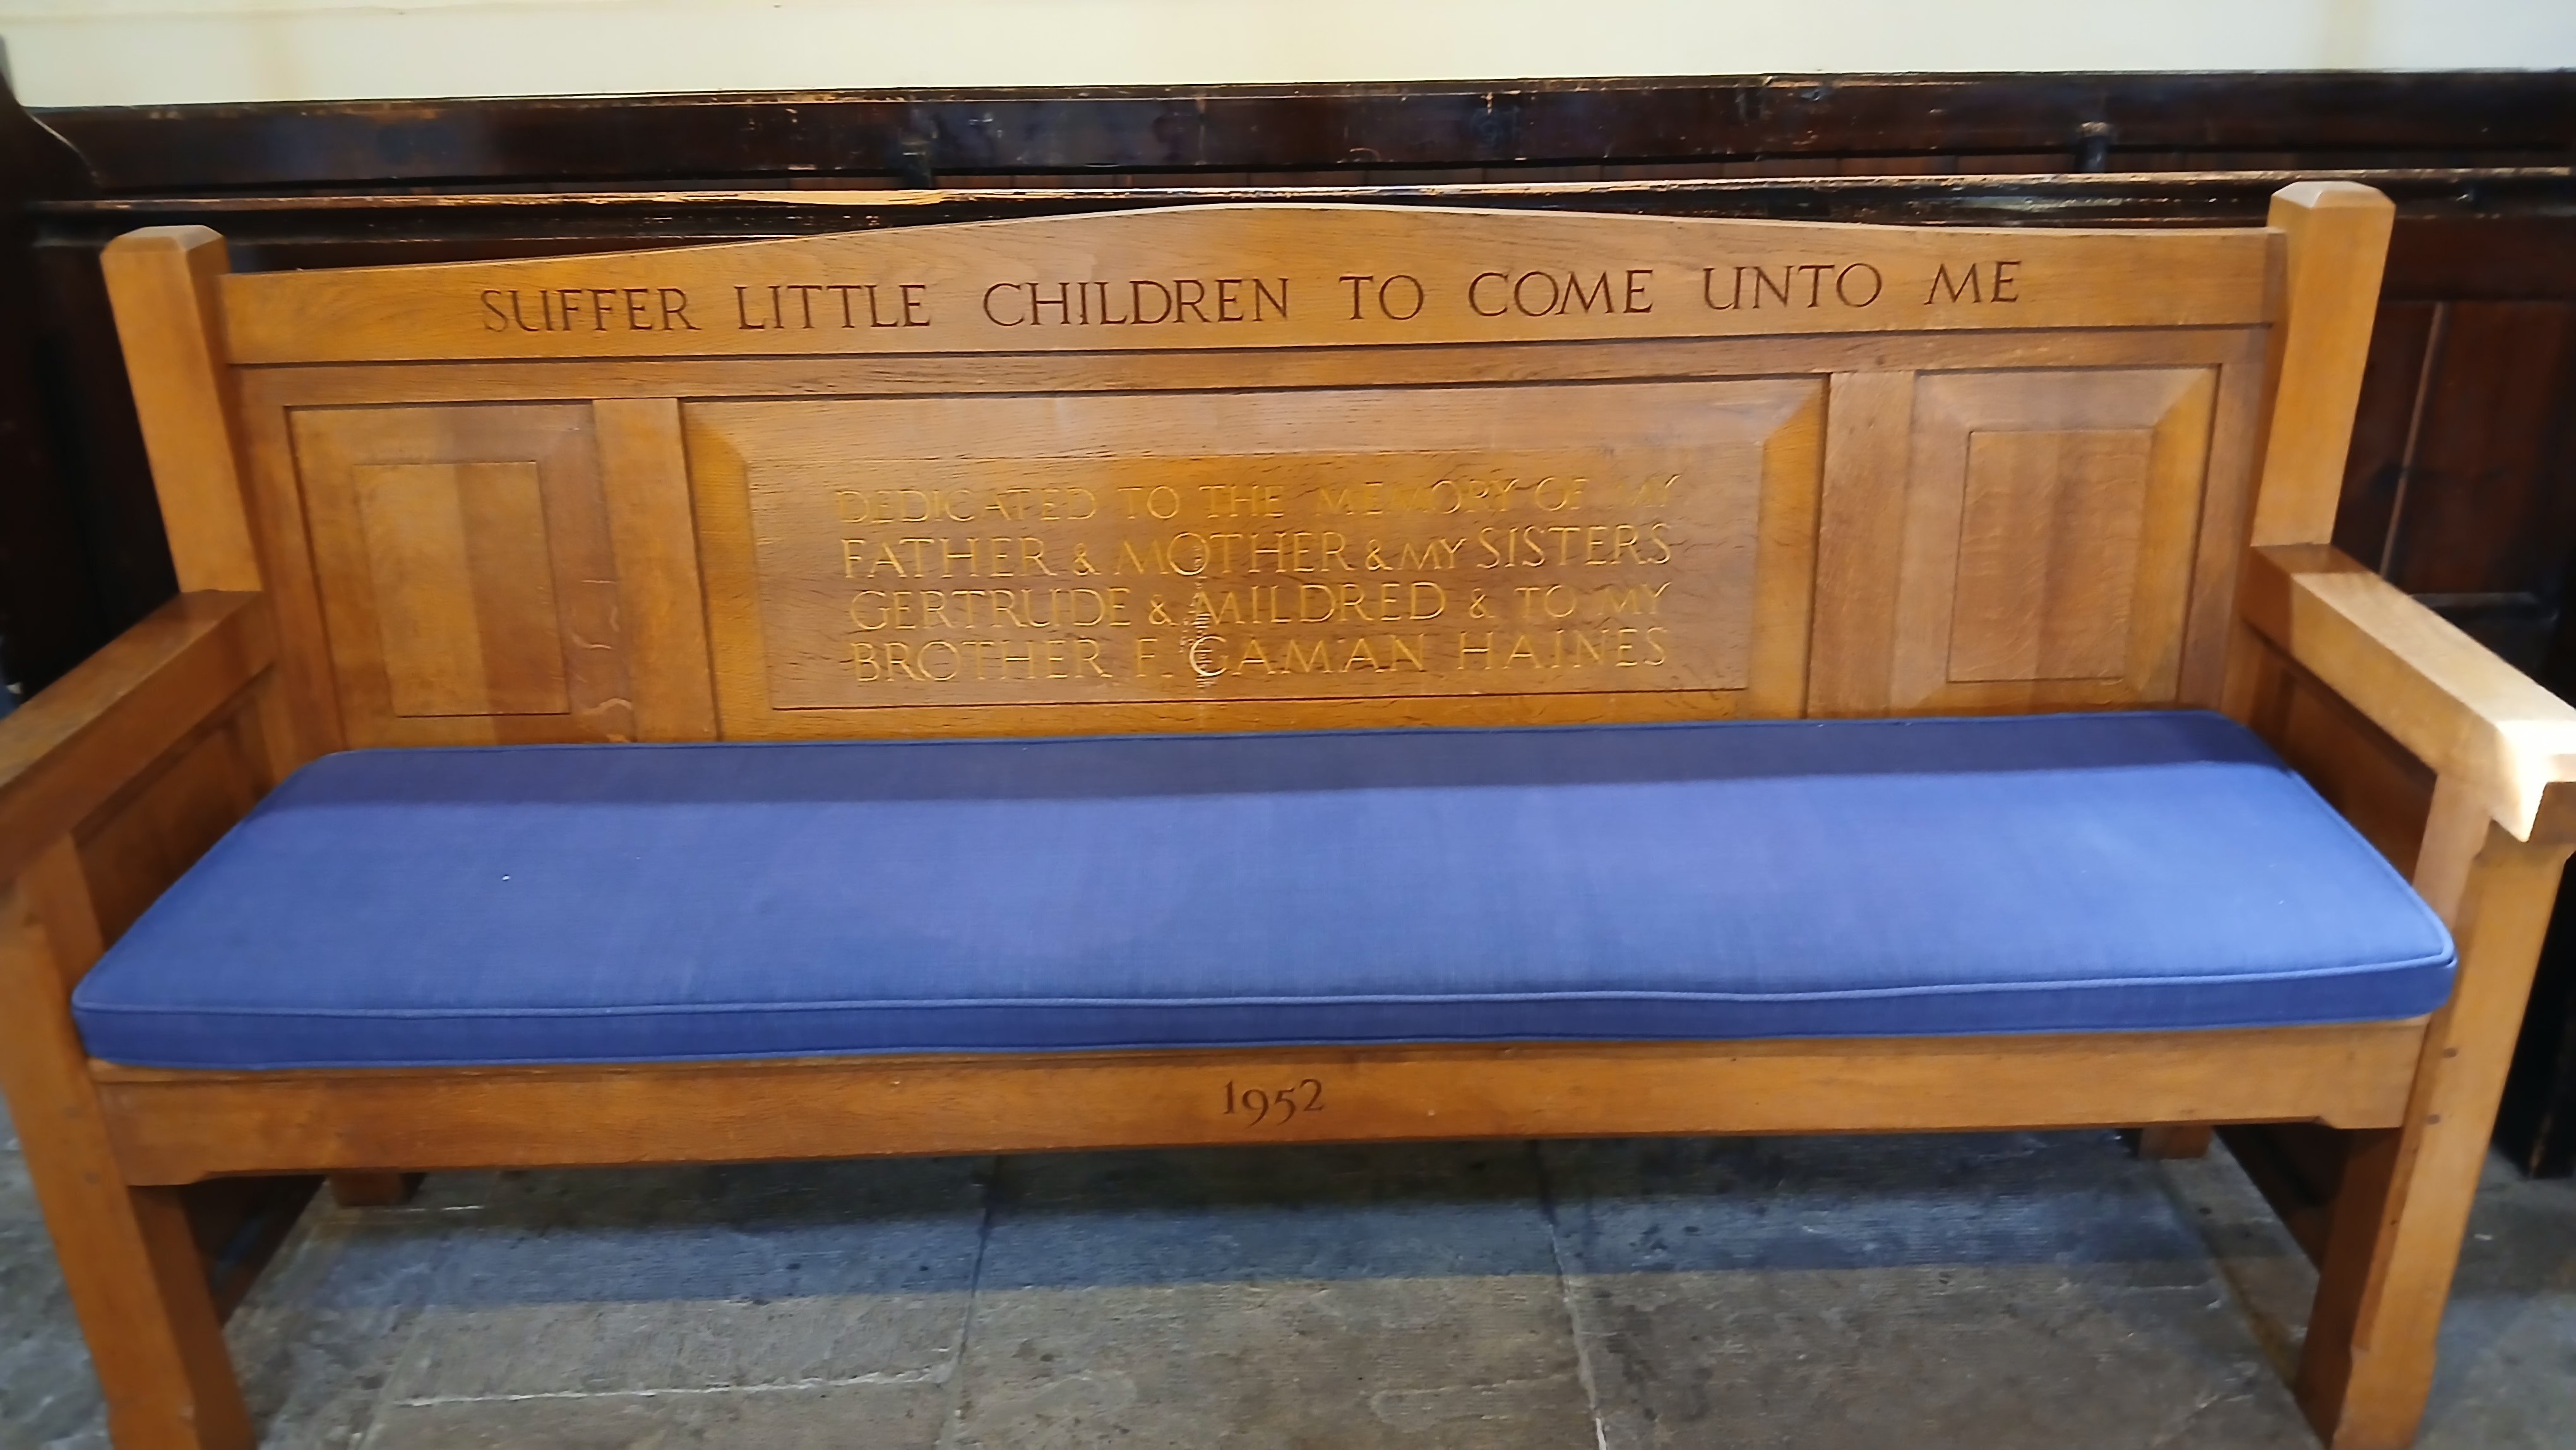 SUFFER LITTLE CHILDREN TO COME UNTO ME
DEDICATED TO THE MEMORY OF MY
FATHER & MOTHER & MY SISTERS
GERTRUDE & MILDRED & TO MY
BROTHER F. GAMAN HAINES
1952